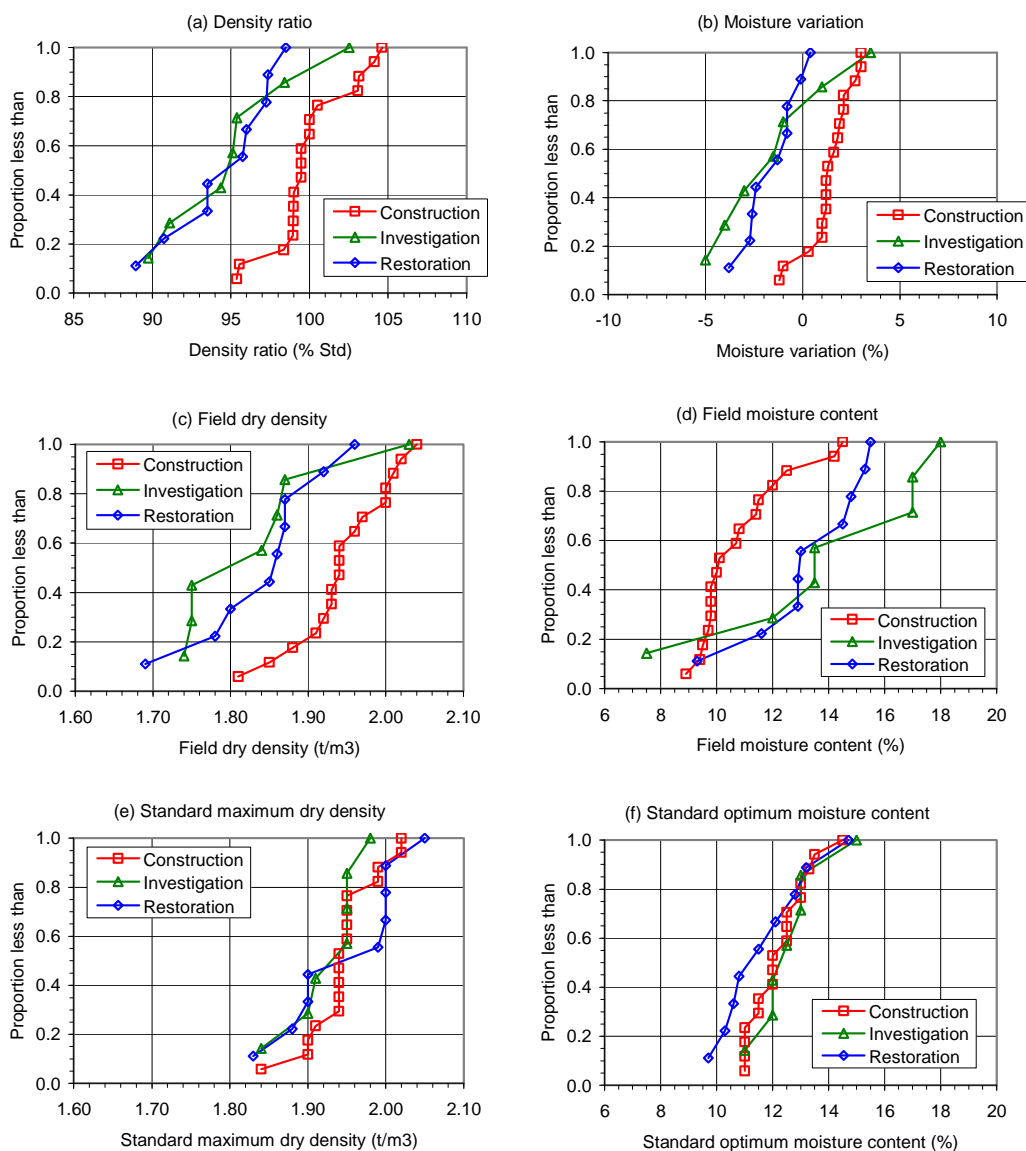 (a) Density ratio
1.0
0.8
0.6
0.4
0.2
0.0
Proportion less than
Construction
Investigation
Restoration
85 90 95 100 105 110
Density ratio (% Std)
(b) Moisture variation
1.0
0.8
0.6
0.4
0.2
0.0
Proportion less than
Construction
Investigation
Restoration
-10 -5 0 5 10
Moisture variation (%)
(c) Field dry density
1.0
0.8
0.6
0.4
0.2
0.0
Proportion less than
Construction
Investigation
Restoration
1.60 1.70 1.80 1.90 2.00 2.10
Field dry density (t/m3)
(d) Field moisture content
1.0
0.8
0.6
0.4
0.2
0.0
Proportion less than
Construction
Investigation
Restoration
6 8 10 12 14 16 18 20
Field moisture content (%)
(e) Standard maximum dry density
1.0
0.8
0.6
0.4
0.2
0.0
Proportion less than
Construction
Investigation
Restoration
1.60 1.70 1.80 1.90 2.00 2.10
Standard maximum dry density (t/m3)
(f) Standard optimum moisture content
1.0
0.8
0.6
0.4
0.2
0.0
Proportion less than
Construction
Investigation
Restoration
6 8 10 12 14 16 18 20
Standard optimum moisture content (%)